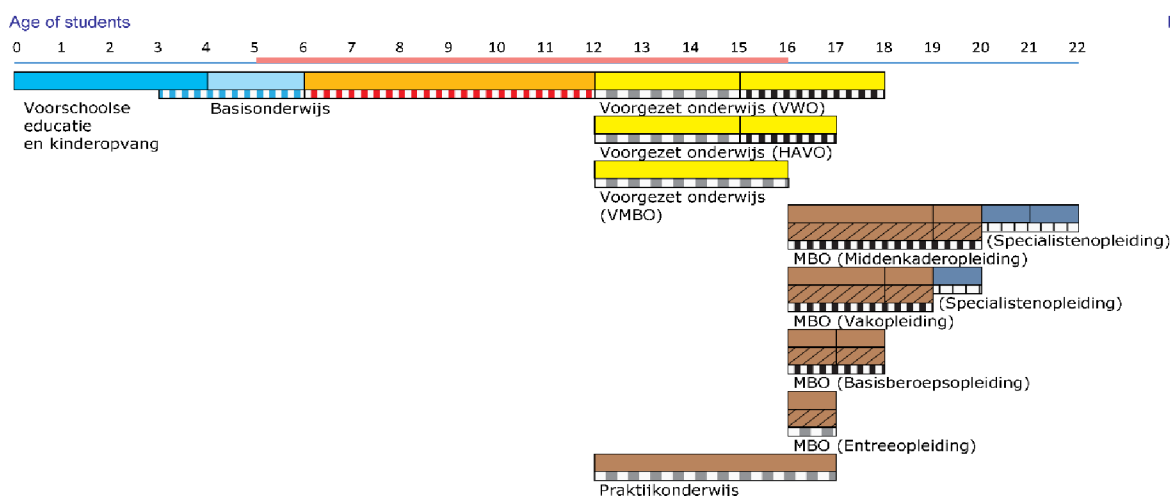 Age of students
0 1 2 3 4 5 6 7 8 9 10 11 12 13 14 15 16 17 18 19 20 21 22
Voorschoolse
educatie
en kinderopvang
Basisonderwijs
Voorgezet onderwijs (VWO)
Voorgezet onderwijs (HAVO)
Voorgezet onderwijs
(VMBO)
(Specialistenopleiding)
MBO (Middenkaderopleiding)
(Specialistenopleiding)
MBO (Vakopleiding)
MBO (Basisberoepsopleiding)
MBO (Entreeopleiding)
Praktijkonderwijs